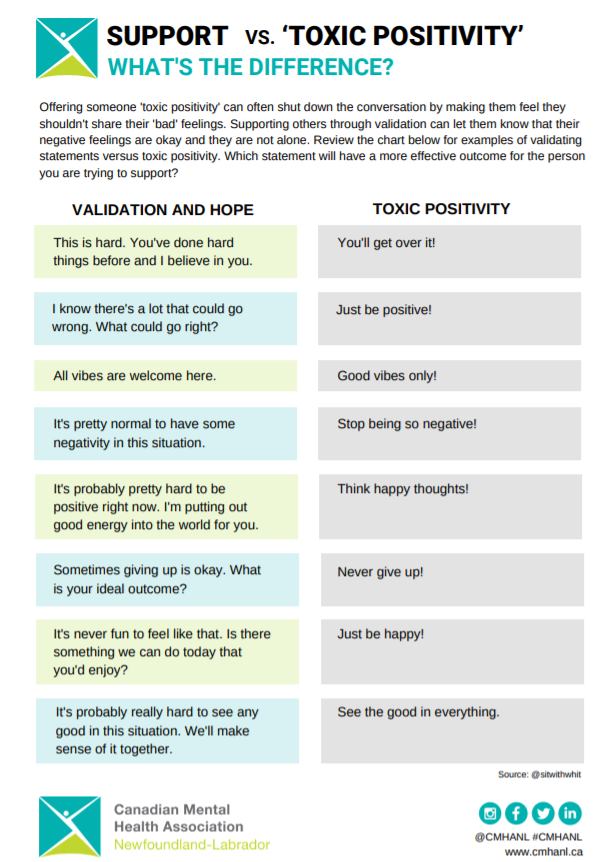 SUPPORT VS. ‘TOXIC POSITIVITY’
WHAT'S THE DIFFERENCE?
Offering someone 'toxic positivity' can often shut down the conversation by making them feel they
shouldn't share their 'bad' feelings. Supporting others through validation can let them know that their
negative feelings are okay and they are not alone. Review the chart below for examples of validating
statements versus toxic positivity. Which statement will have a more effective outcome for the person
you are trying to support?
VALIDATION AND HOPE
TOXIC POSITIVITY
This is hard. You've done hard
things before and I believe in you.
You'll get over it!
I know there's a lot that could go
wrong. What could go right?
Just be positive!
All vibes are welcome here.
Good vibes only!
It's pretty normal to have some
negativity in this situation.
Stop being so negative!
It's probably pretty hard to be
positive right now. I'm putting out
good energy into the world for you.
Think happy thoughts!
Sometimes giving up is okay. What
is your ideal outcome?
Never give up!
It's never fun to feel like that. Is there
something we can do today that
you'd enjoy?
Just be happy!
It's probably really hard to see any
good in this situation. We'll make
sense of it together.
See the good in everything.
Source: @sitwithwhit
Canadian Mental
Health Association
Newfoundland-Labrador
@CMHANL #CMHANL
www.cmhanl.ca